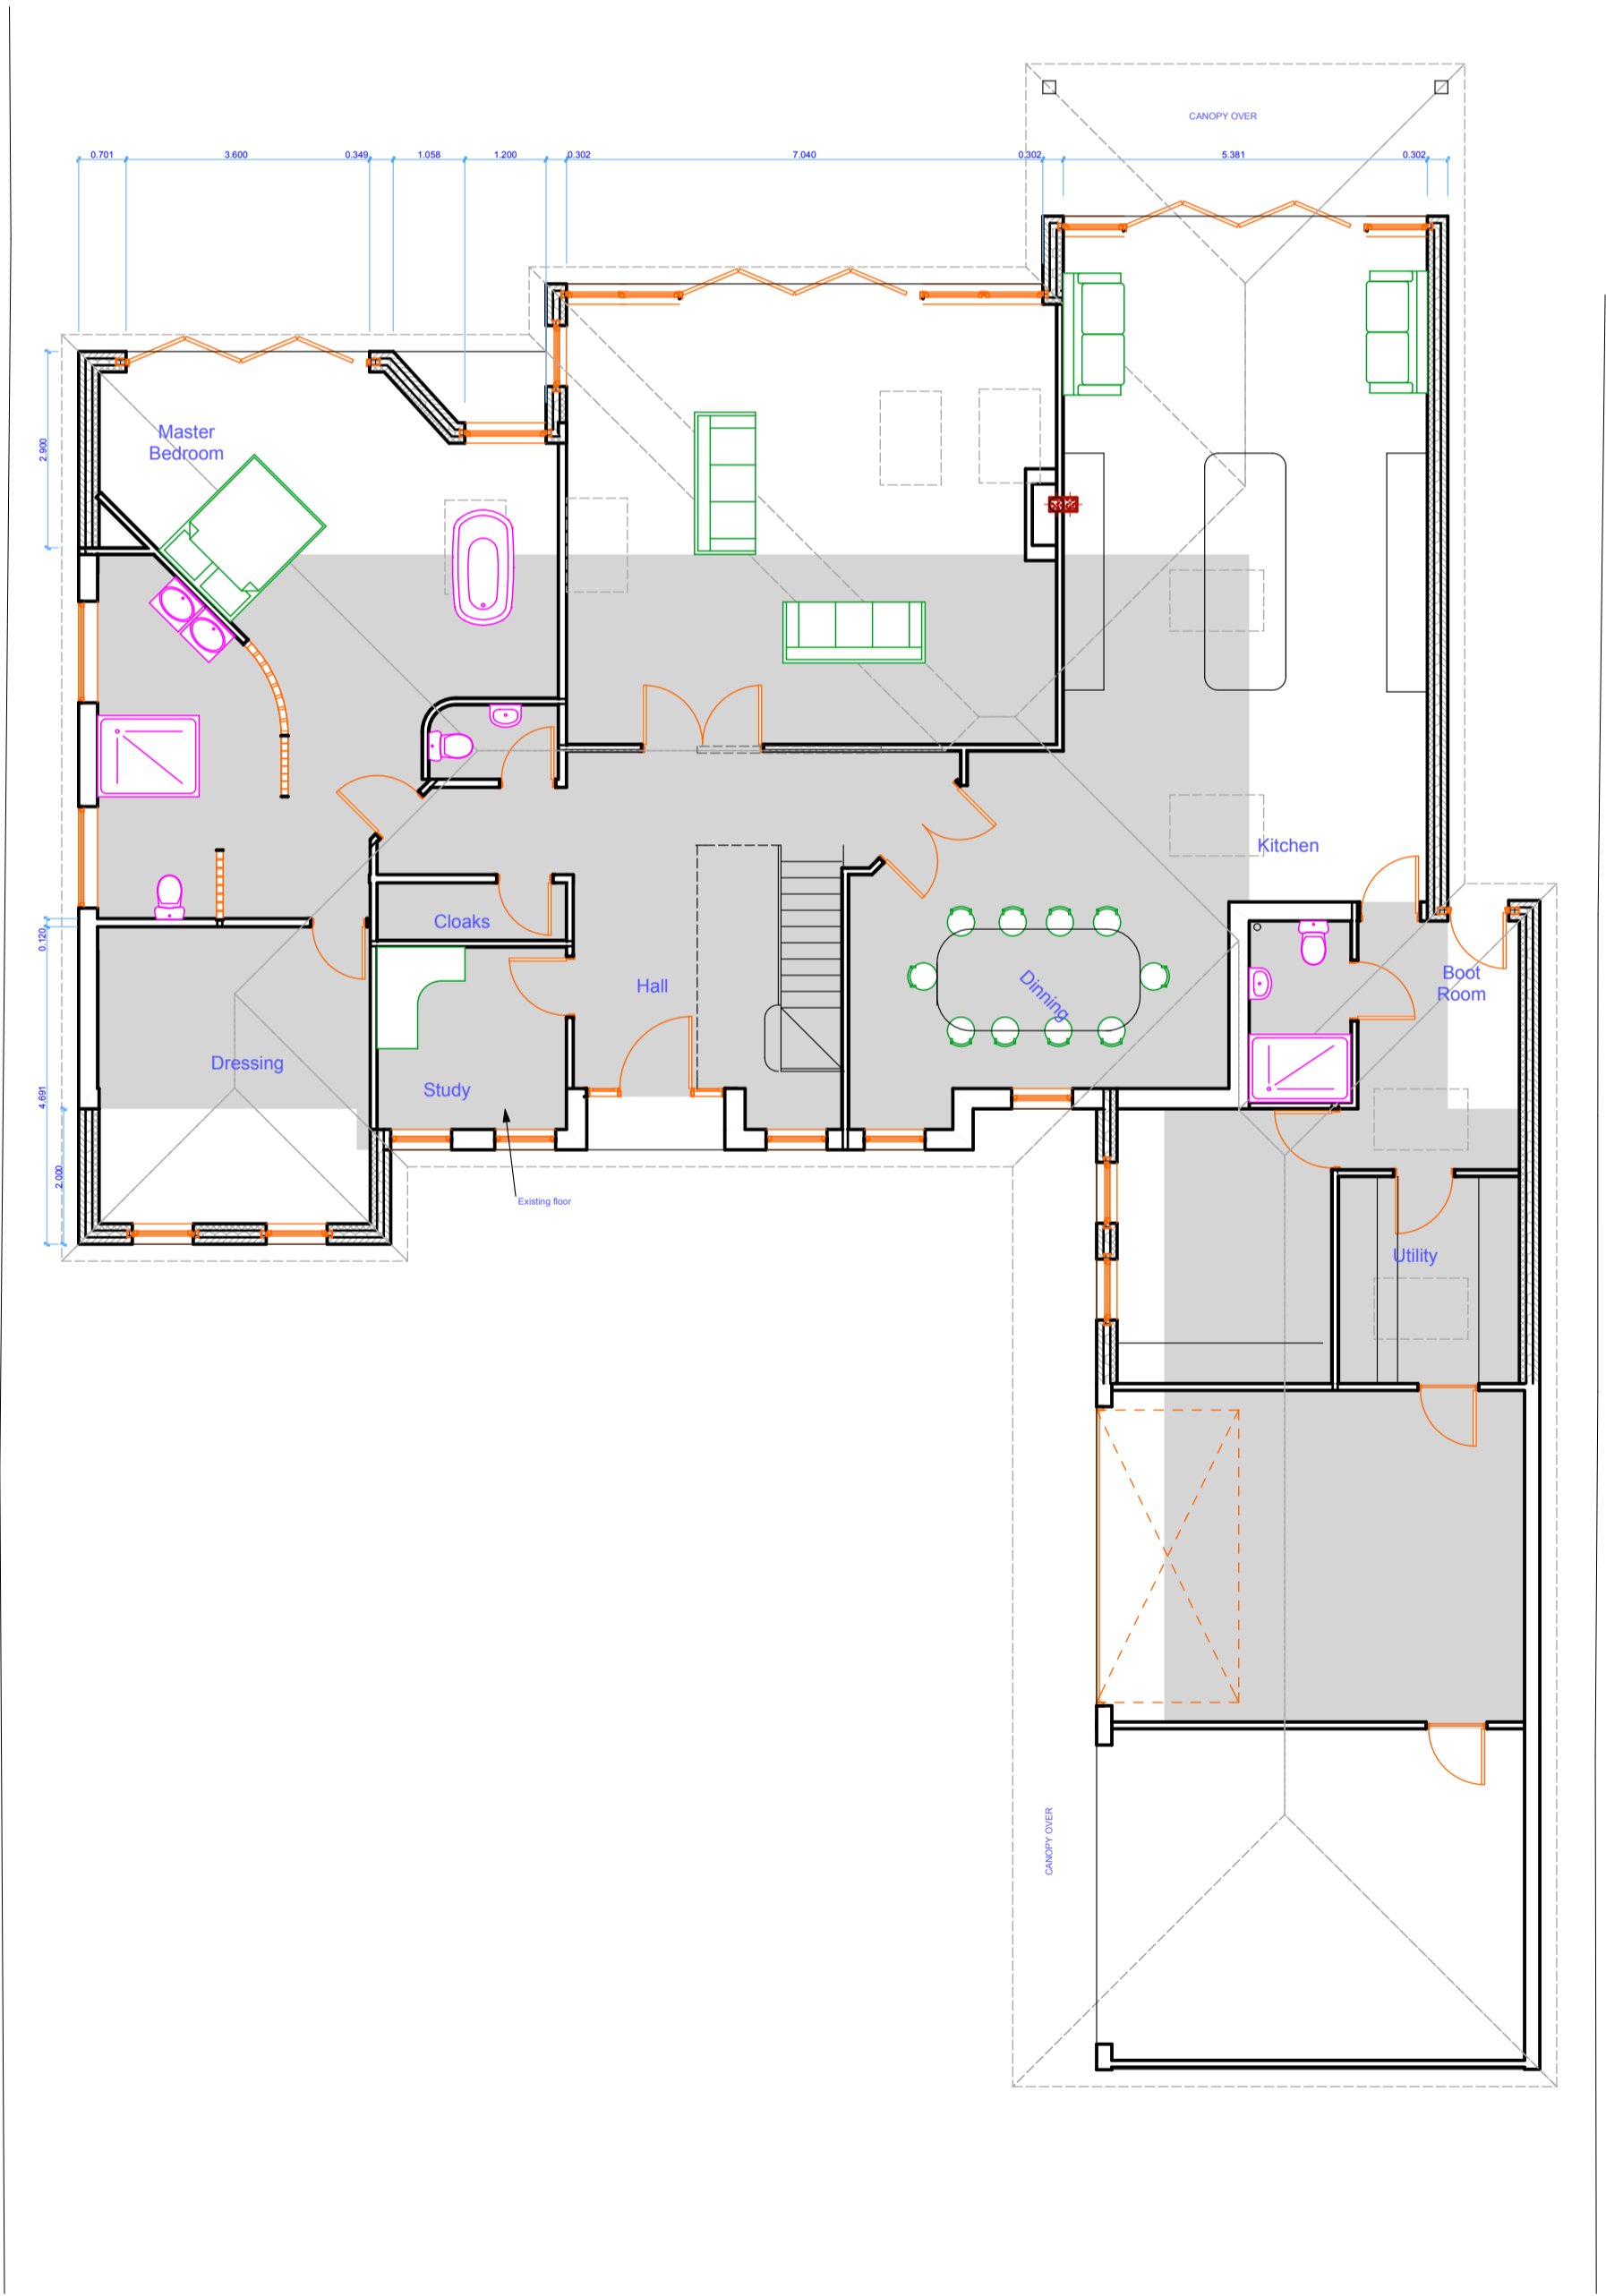 CANOPY OVER
0.701
3.600
0.349
1.058
1.200
0.302
7.040
0.302
5.381
0.302
2.900
Master
Bedroom
Kitchen
Cloaks
0.120
Hall
Dinning
Boot
Room
Dressing
Study
4.691
2.000
Existing floor
Utility
CANOPY OVER